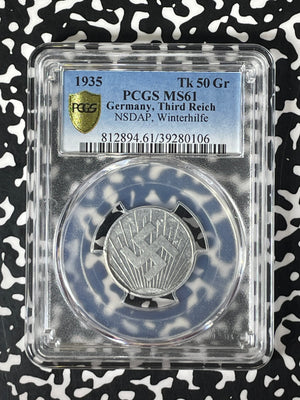 1935 Tk 50 Gr
PCGS MS61
Germany, Third Reich
NSDAP, Winterhilfe
812894.61/39280106
PCGS